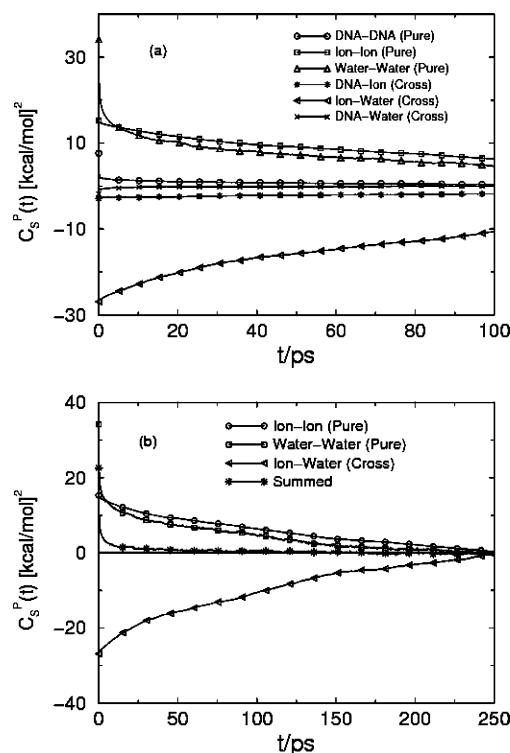 (a)
DNA–DNA (Pure)
Ion–Ion (Pure)
Water–Water (Pure)
DNA–Ion (Cross)
Ion–Water (Cross)
DNA–Water (Cross)
30
10
−10
−30
C_S^P(t) [kcal/mol]^2
0 20 40 60 80 100
t/ps
(b)
Ion–Ion (Pure)
Water–Water (Pure)
Ion–Water (Cross)
Summed
40
20
0
−20
−40
C_S^P(t) [kcal/mol]^2
0 50 100 150 200 250
t/ps